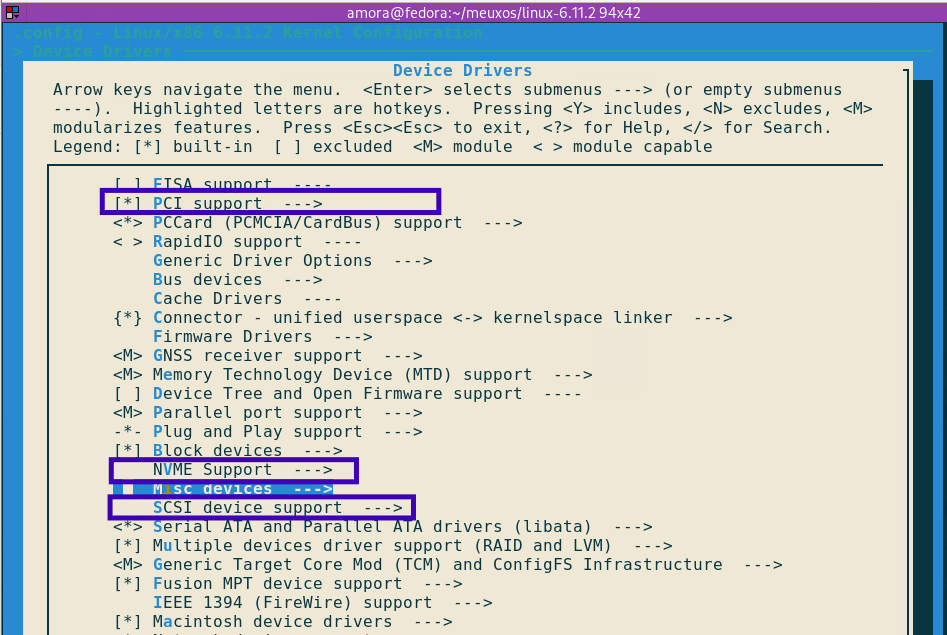 amora@fedora:~/meuxos/linux-6.11.2 94x42
.config - Linux/x86 6.11.2 Kernel Configuration
> Device Drivers
Device Drivers
Arrow keys navigate the menu.  <Enter> selects submenus ---> (or empty submenus
----).  Highlighted letters are hotkeys.  Pressing <Y> includes, <N> excludes, <M>
modularizes features.  Press <Esc><Esc> to exit, <?> for Help, </> for Search.
Legend: [*] built-in  [ ] excluded  <M> module  < > module capable
[ ] EISA support  ----
[*] PCI support  --->
<*> PCCard (PCMCIA/CardBus) support  --->
< > RapidIO support  ----
Generic Driver Options  --->
Bus devices  --->
Cache Drivers  ----
{*} Connector - unified userspace <-> kernelspace linker  --->
Firmware Drivers  --->
<M> GNSS receiver support  --->
<M> Memory Technology Device (MTD) support  --->
[ ] Device Tree and Open Firmware support  ----
<M> Parallel port support  --->
-*- Plug and Play support  --->
[*] Block devices  --->
NVME Support  --->
Misc devices  --->
SCSI device support  --->
<*> Serial ATA and Parallel ATA drivers (libata)  --->
[*] Multiple devices driver support (RAID and LVM)  --->
<M> Generic Target Core Mod (TCM) and ConfigFS Infrastructure  --->
[*] Fusion MPT device support  --->
IEEE 1394 (FireWire) support  --->
[*] Macintosh device drivers  --->